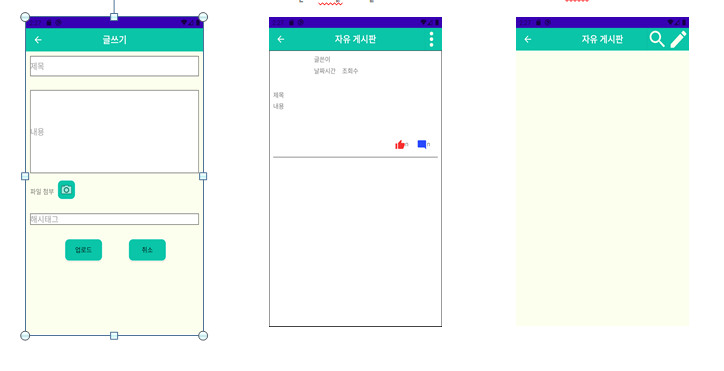 글쓰기
제목
내용
파일 첨부
해시태그
업로드
취소
자유 게시판
글쓴이
날짜시간 조회수
제목
내용
자유 게시판